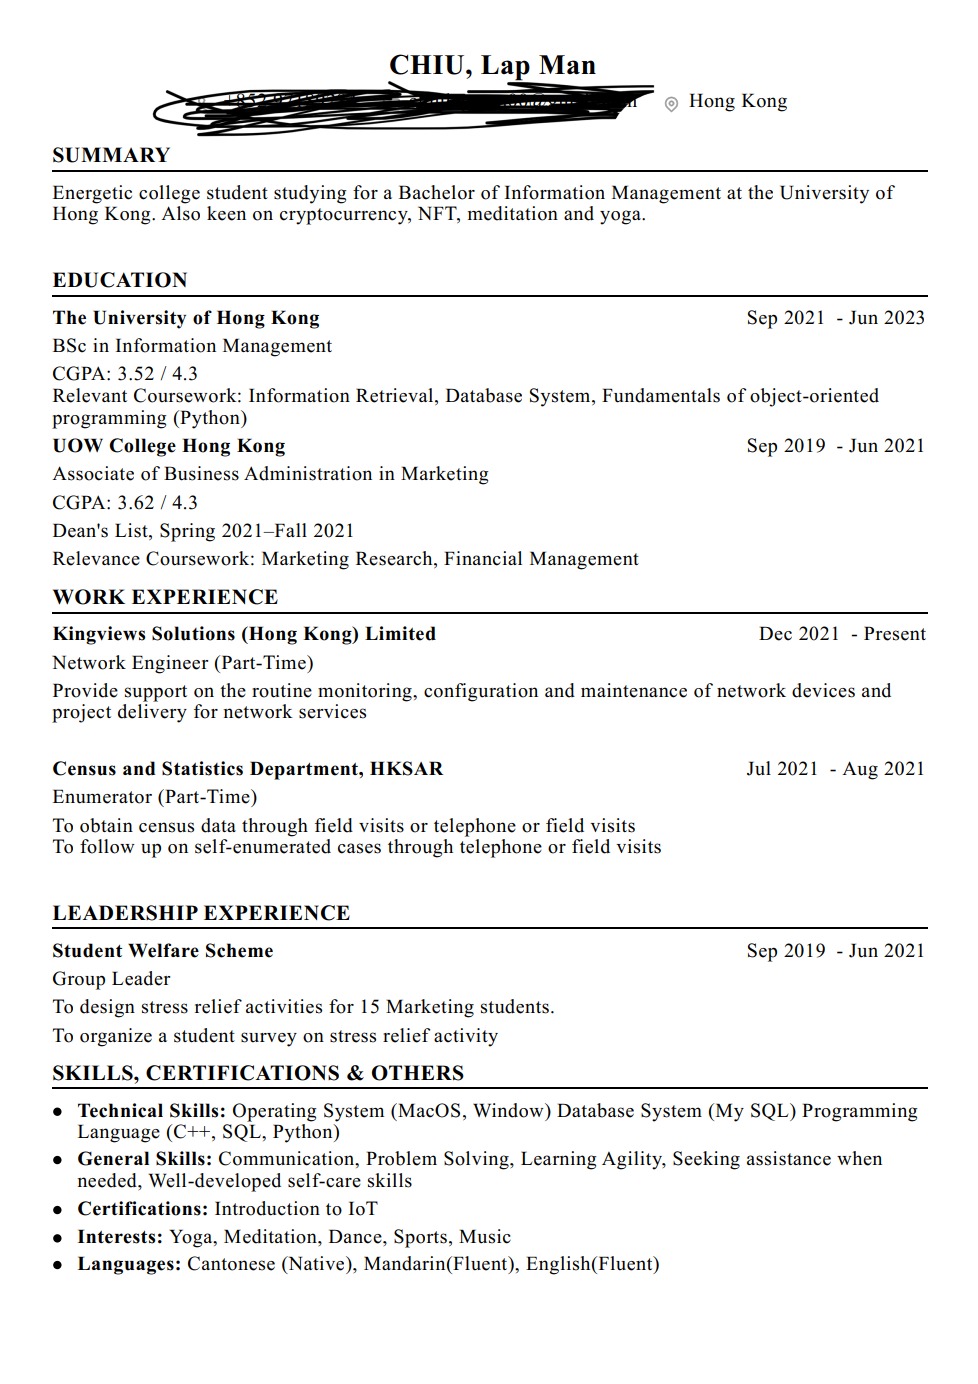 CHIU, Lap Man
Hong Kong
SUMMARY
Energetic college student studying for a Bachelor of Information Management at the University of
Hong Kong. Also keen on cryptocurrency, NFT, meditation and yoga.
EDUCATION
The University of Hong Kong Sep 2021 - Jun 2023
BSc in Information Management
CGPA: 3.52 / 4.3
Relevant Coursework: Information Retrieval, Database System, Fundamentals of object-oriented
programming (Python)
UOW College Hong Kong Sep 2019 - Jun 2021
Associate of Business Administration in Marketing
CGPA: 3.62 / 4.3
Dean's List, Spring 2021–Fall 2021
Relevance Coursework: Marketing Research, Financial Management
WORK EXPERIENCE
Kingviews Solutions (Hong Kong) Limited Dec 2021 - Present
Network Engineer (Part-Time)
Provide support on the routine monitoring, configuration and maintenance of network devices and
project delivery for network services
Census and Statistics Department, HKSAR Jul 2021 - Aug 2021
Enumerator (Part-Time)
To obtain census data through field visits or telephone or field visits
To follow up on self-enumerated cases through telephone or field visits
LEADERSHIP EXPERIENCE
Student Welfare Scheme Sep 2019 - Jun 2021
Group Leader
To design stress relief activities for 15 Marketing students.
To organize a student survey on stress relief activity
SKILLS, CERTIFICATIONS & OTHERS
● Technical Skills: Operating System (MacOS, Window) Database System (My SQL) Programming
Language (C++, SQL, Python)
● General Skills: Communication, Problem Solving, Learning Agility, Seeking assistance when
needed, Well-developed self-care skills
● Certifications: Introduction to IoT
● Interests: Yoga, Meditation, Dance, Sports, Music
● Languages: Cantonese (Native), Mandarin(Fluent), English(Fluent)